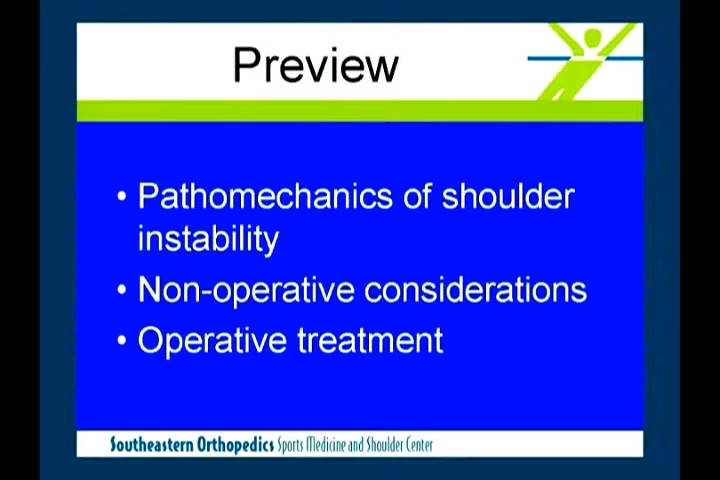 Preview
• Pathomechanics of shoulder
instability
• Non-operative considerations
• Operative treatment
Southeastern Orthopedics Sports Medicine and Shoulder Center